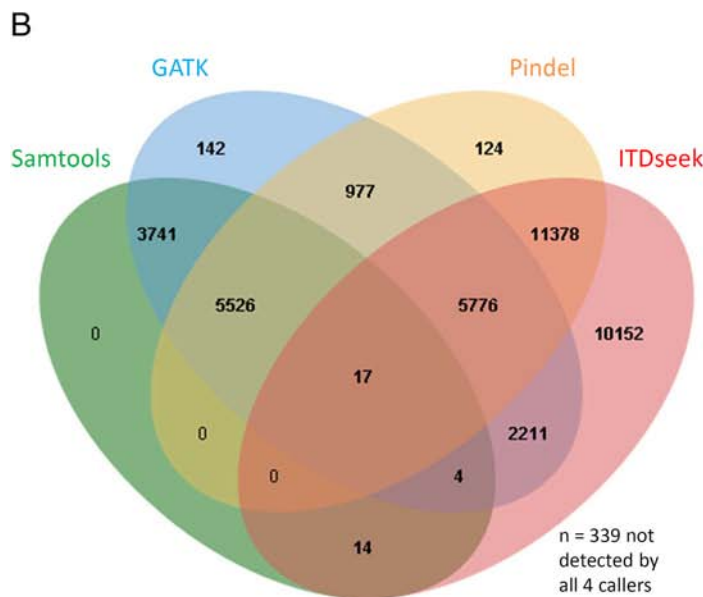 B
GATK
Pindel
Samtools
ITDseek
142
124
977
3741
11378
5526
5776
0
10152
17
0
2211
0
4
14
n = 339 not
detected by
all 4 callers